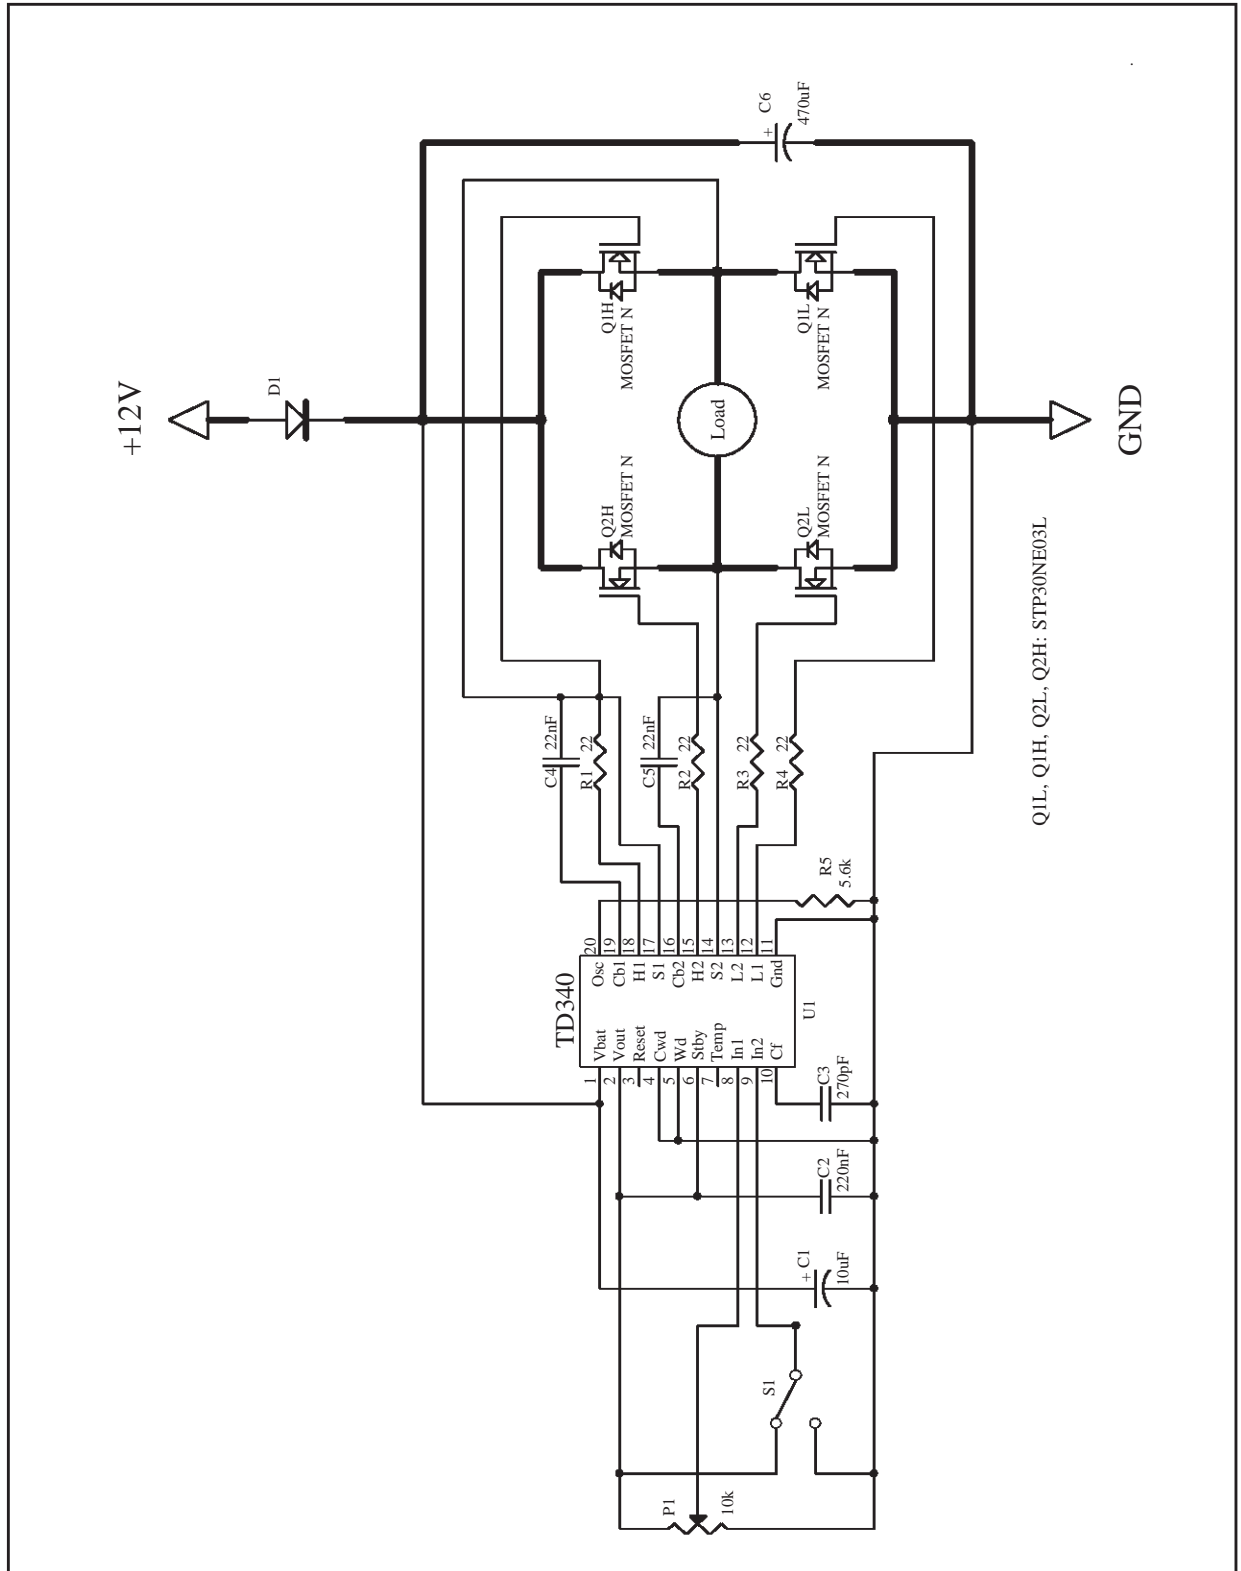 +12V
D1
C6
+
470uF
Q1H
MOSFET N
Q1L
MOSFET N
Load
Q2H
MOSFET N
Q2L
MOSFET N
GND
Q1L, Q1H, Q2L, Q2H: STP30NE03L
C4 22nF
R1 22
C5 22nF
R2 22
R3 22
R4 22
R5
5.6k
TD340
U1
20 Osc
19 Cb1
18 H1
17 S1
16 Cb2
15 H2
14 S2
13 L2
12 L1
11 Gnd
1 Vbat
2 Vout
3 Reset
4 Cwd
5 Wd
6 Stby
7 Temp
8 In1
9 In2
10 Cf
C3
270pF
C2
220nF
+ C1
10uF
S1
P1
10k